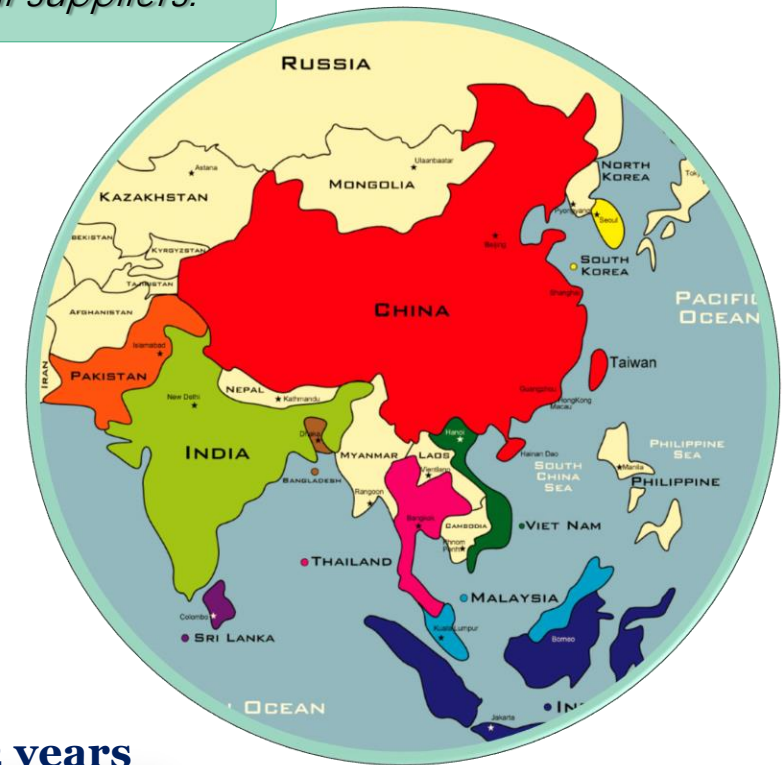 suppliers.
RUSSIA
Astana
Ulaanbaatar
KAZAKHSTAN
MONGOLIA
NORTH
KOREA
Pyongyang
Seoul
Beijing
SOUTH
KOREA
KYRGYZSTAN
TAJIKISTAN
AFGHANISTAN
Shanghai
PACIFIC
OCEAN
CHINA
Islamabad
IRAN
PAKISTAN
Taiwan
NEPAL
Kathmandu
New Delhi
Guangzhou
HongKong
Macau
Dhaka
Hanoi
INDIA
MYANMAR
LAOS
Hainan Dao
Vientiane
SOUTH
CHINA
SEA
PHILIPPINE
SEA
Manila
PHILIPPINE
BANGLADESH
Rangoon
Bangkok
CAMBODIA
Phnom
Penh
VIET NAM
THAILAND
MALAYSIA
Colombo
SRI LANKA
Kuala Lumpur
Borneo
OCEAN
Jakarta
years